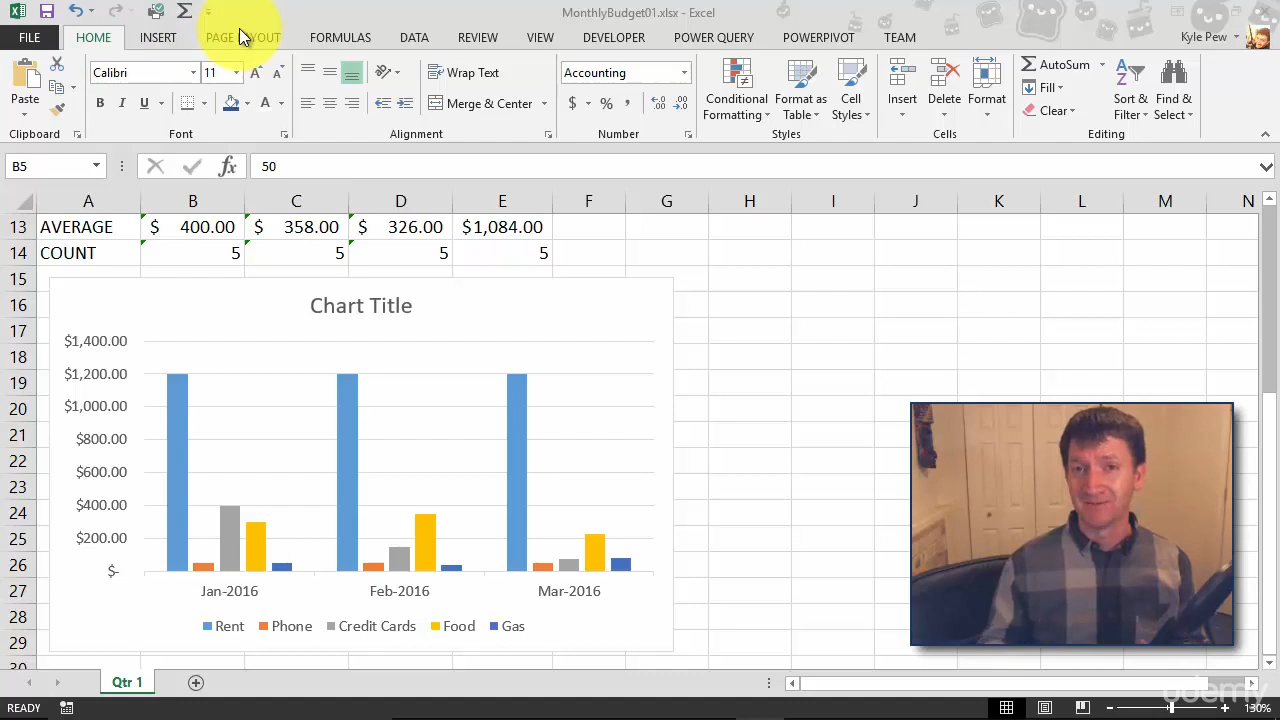 MonthlyBudget01.xlsx - Excel
FILE HOME INSERT PAGE LAYOUT FORMULAS DATA REVIEW VIEW DEVELOPER POWER QUERY POWERPIVOT TEAM Kyle Pew
Calibri 11 Wrap Text Accounting AutoSum
Paste Conditional Formatting Format as Table Cell Styles Insert Delete Format Fill Sort & Filter Find & Select
B I U A Merge & Center $ % , Clear
Clipboard Font Alignment Number Styles Cells Editing
B5 fx 50
A B C D E F G H I J K L M N
13 AVERAGE $ 400.00 $ 358.00 $ 326.00 $1,084.00
14 COUNT 5 5 5 5
15
16 Chart Title
17 $1,400.00
18 $1,200.00
19 $1,000.00
20
21 $800.00
22 $600.00
23
24 $400.00
25 $200.00
26 $-
27 Jan-2016 Feb-2016 Mar-2016
28 Rent Phone Credit Cards Food Gas
29
30
Qtr 1
udemy
READY 130%